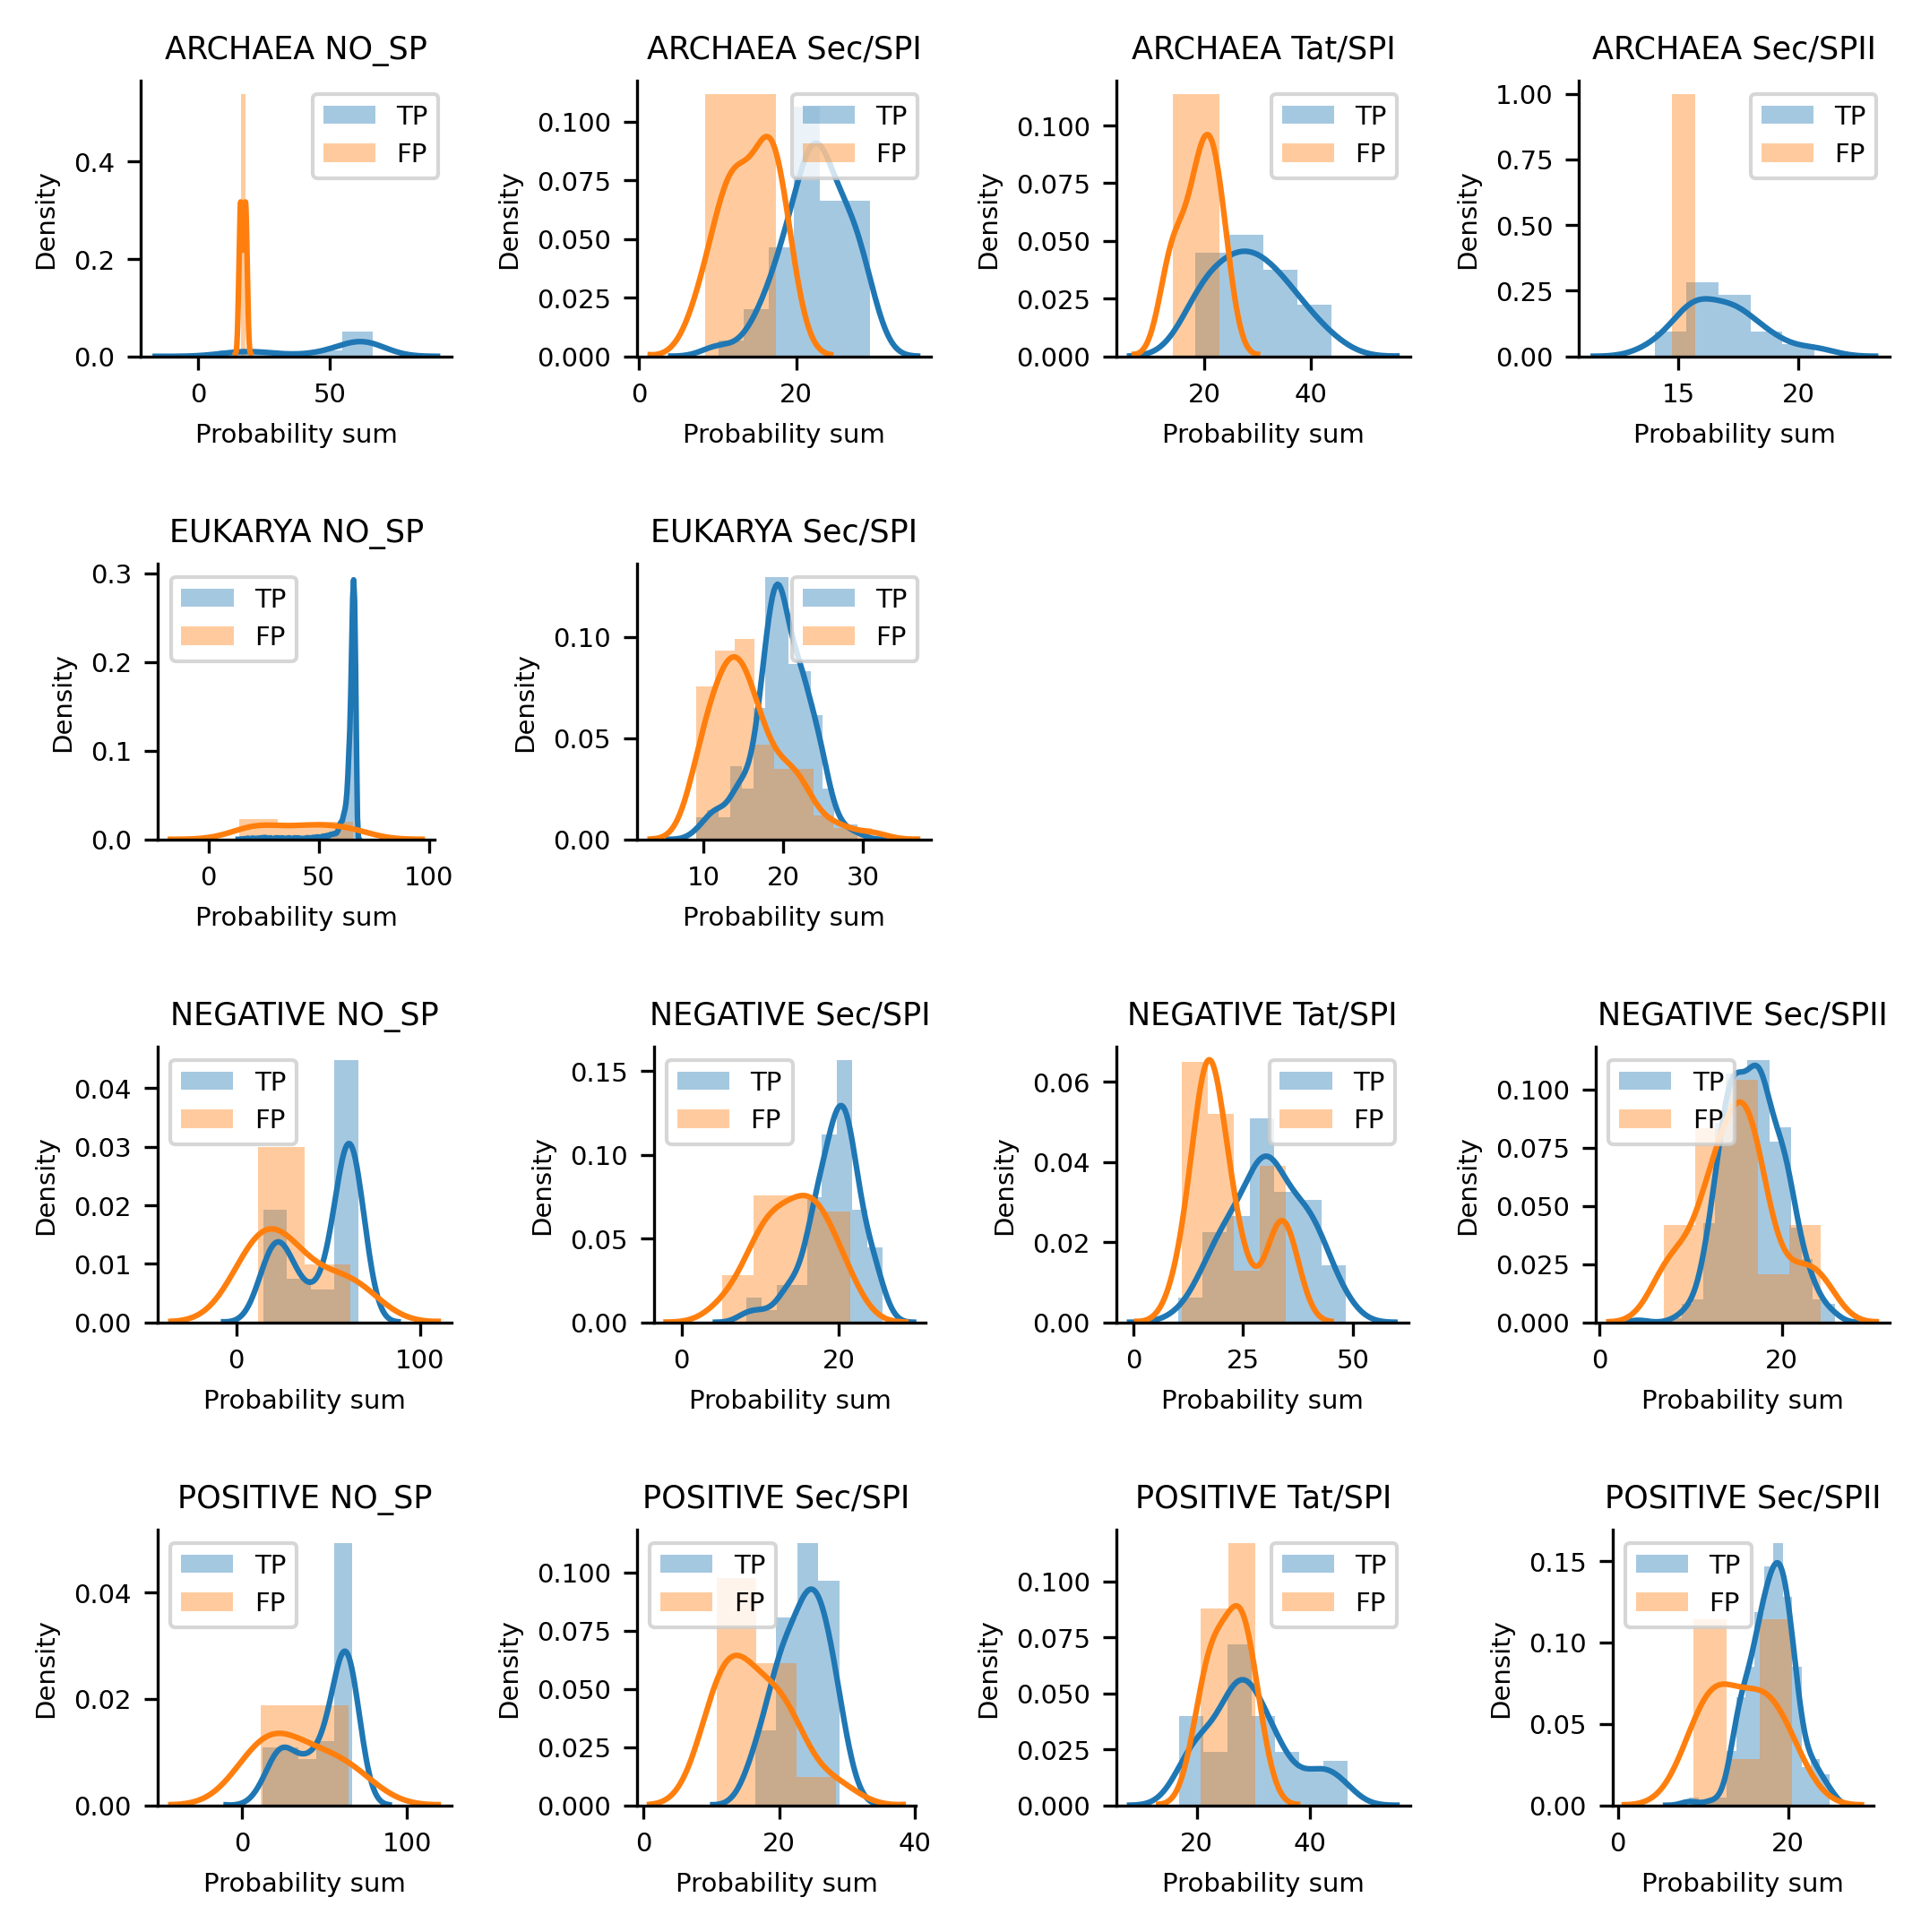 ARCHAEA NO_SP
TP
FP
0.4
0.2
0.0
Density
0
50
Probability sum
ARCHAEA Sec/SPI
TP
FP
0.100
0.075
0.050
0.025
0.000
Density
0
20
Probability sum
ARCHAEA Tat/SPI
TP
FP
0.100
0.075
0.050
0.025
0.000
Density
20
40
Probability sum
ARCHAEA Sec/SPII
TP
FP
1.00
0.75
0.50
0.25
0.00
Density
15
20
Probability sum
EUKARYA NO_SP
TP
FP
0.3
0.2
0.1
0.0
Density
0
50
100
Probability sum
EUKARYA Sec/SPI
TP
FP
0.10
0.05
0.00
Density
10
20
30
Probability sum
NEGATIVE NO_SP
TP
FP
0.04
0.03
0.02
0.01
0.00
Density
0
100
Probability sum
NEGATIVE Sec/SPI
TP
FP
0.15
0.10
0.05
0.00
Density
0
20
Probability sum
NEGATIVE Tat/SPI
TP
FP
0.06
0.04
0.02
0.00
Density
0
25
50
Probability sum
NEGATIVE Sec/SPII
TP
FP
0.100
0.075
0.050
0.025
0.000
Density
0
20
Probability sum
POSITIVE NO_SP
TP
FP
0.04
0.02
0.00
Density
0
100
Probability sum
POSITIVE Sec/SPI
TP
FP
0.100
0.075
0.050
0.025
0.000
Density
0
20
40
Probability sum
POSITIVE Tat/SPI
TP
FP
0.100
0.075
0.050
0.025
0.000
Density
20
40
Probability sum
POSITIVE Sec/SPII
TP
FP
0.15
0.10
0.05
0.00
Density
0
20
Probability sum